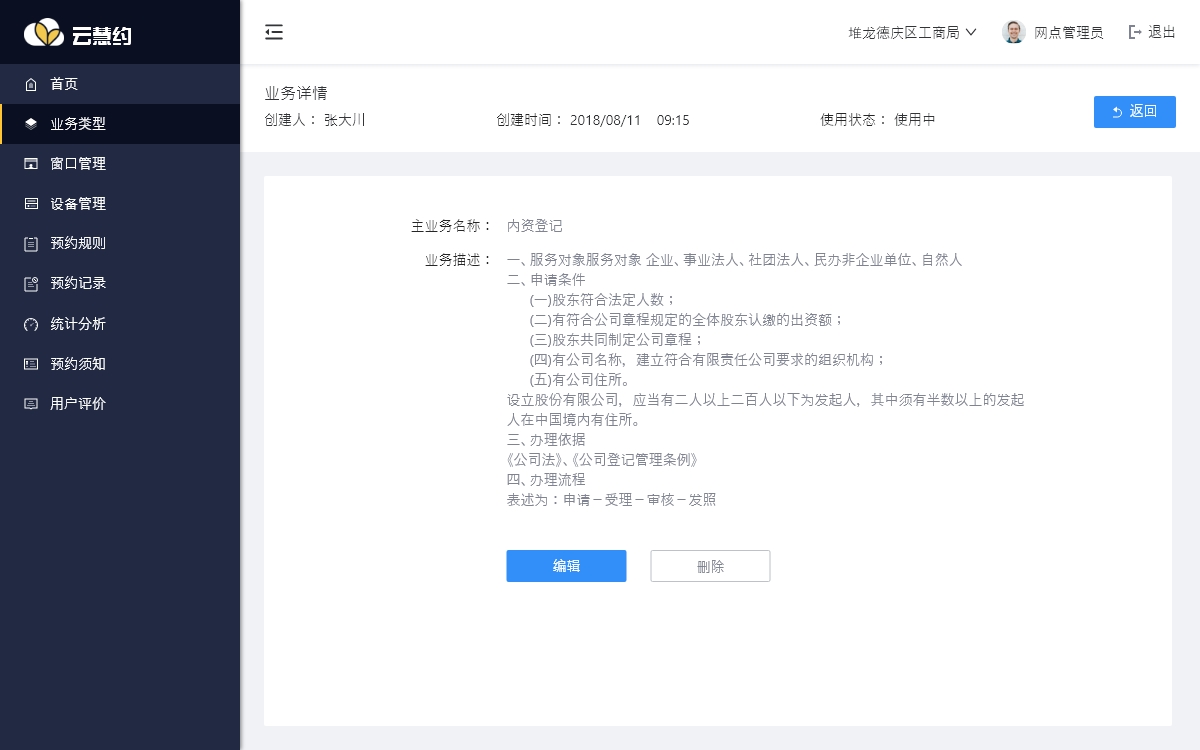 云慧约
堆龙德庆区工商局
网点管理员
退出
首页
业务类型
窗口管理
设备管理
预约规则
预约记录
统计分析
预约须知
用户评价
业务详情
创建人： 张大川
创建时间： 2018/08/11 09:15
使用状态： 使用中
返回
主业务名称： 内资登记
业务描述： 一、服务对象服务对象 企业、事业法人、社团法人、民办非企业单位、自然人
二、申请条件
(一)股东符合法定人数；
(二)有符合公司章程规定的全体股东认缴的出资额；
(三)股东共同制定公司章程；
(四)有公司名称，建立符合有限责任公司要求的组织机构；
(五)有公司住所。
设立股份有限公司，应当有二人以上二百人以下为发起人，其中须有半数以上的发起
人在中国境内有住所。
三、办理依据
《公司法》、《公司登记管理条例》
四、办理流程
表述为：申请－受理－审核－发照
编辑
删除